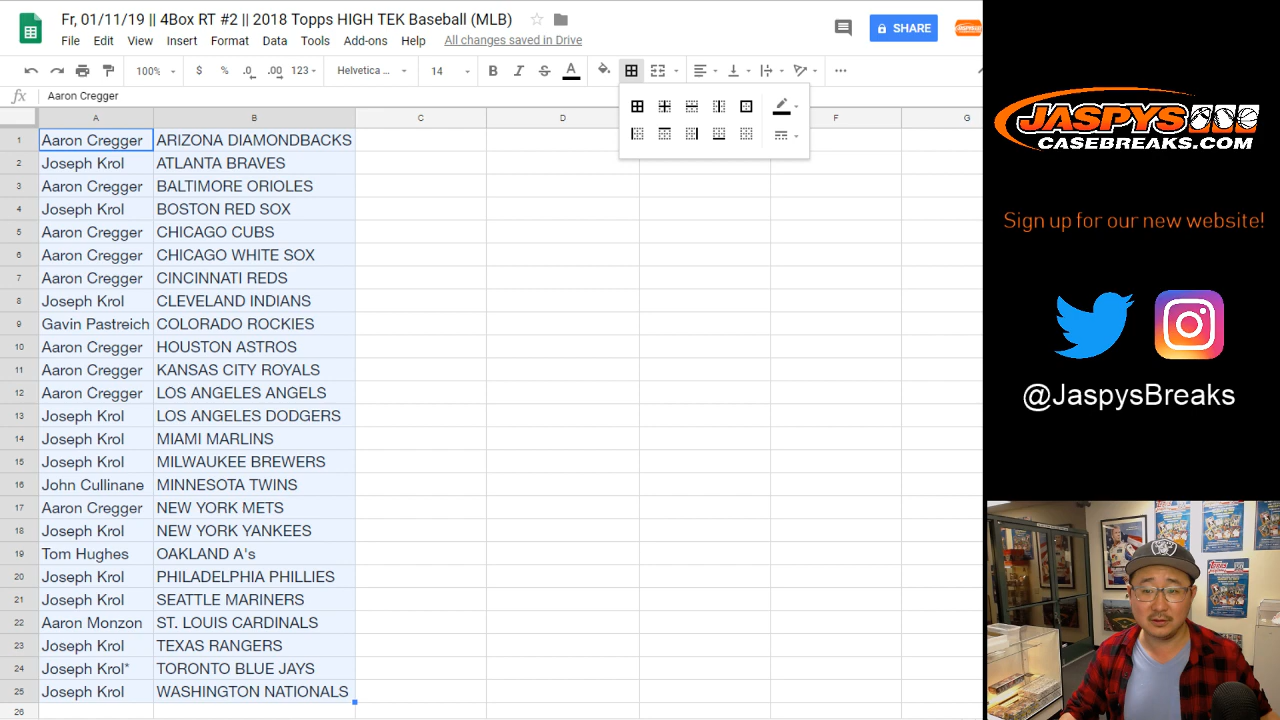 Fr, 01/11/19 || 4Box RT #2 || 2018 Topps HIGH TEK Baseball (MLB)
File Edit View Insert Format Data Tools Add-ons Help All changes saved in Drive
SHARE
100% $ % .0 .00 123 Helvetica ... 14 B I S A
fx Aaron Cregger
A B C D F G
1 Aaron Cregger ARIZONA DIAMONDBACKS
2 Joseph Krol ATLANTA BRAVES
3 Aaron Cregger BALTIMORE ORIOLES
4 Joseph Krol BOSTON RED SOX
5 Aaron Cregger CHICAGO CUBS
6 Aaron Cregger CHICAGO WHITE SOX
7 Aaron Cregger CINCINNATI REDS
8 Joseph Krol CLEVELAND INDIANS
9 Gavin Pastreich COLORADO ROCKIES
10 Aaron Cregger HOUSTON ASTROS
11 Aaron Cregger KANSAS CITY ROYALS
12 Aaron Cregger LOS ANGELES ANGELS
13 Joseph Krol LOS ANGELES DODGERS
14 Joseph Krol MIAMI MARLINS
15 Joseph Krol MILWAUKEE BREWERS
16 John Cullinane MINNESOTA TWINS
17 Aaron Cregger NEW YORK METS
18 Joseph Krol NEW YORK YANKEES
19 Tom Hughes OAKLAND A's
20 Joseph Krol PHILADELPHIA PHILLIES
21 Joseph Krol SEATTLE MARINERS
22 Aaron Monzon ST. LOUIS CARDINALS
23 Joseph Krol TEXAS RANGERS
24 Joseph Krol* TORONTO BLUE JAYS
25 Joseph Krol WASHINGTON NATIONALS
26
JASPYS
CASEBREAKS.COM
Sign up for our new website!
@JaspysBreaks